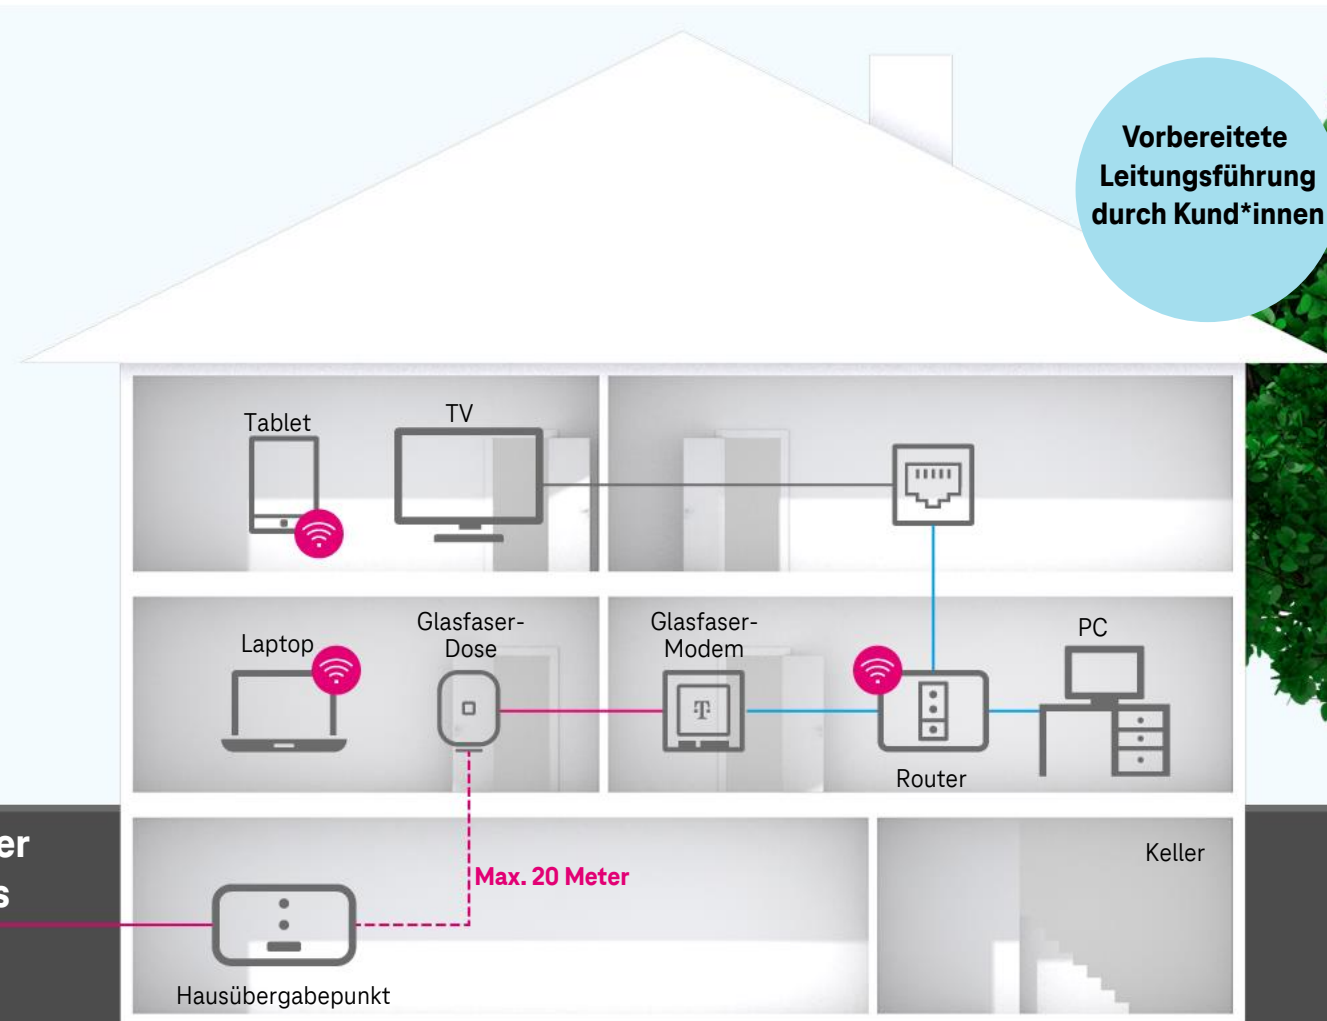 Vorbereitete
Leitungsführung
durch Kund*innen
Tablet
TV
Laptop
Glasfaser-
Dose
Glasfaser-
Modem
T
PC
Router
er
s
Max. 20 Meter
Keller
Hausübergabepunkt